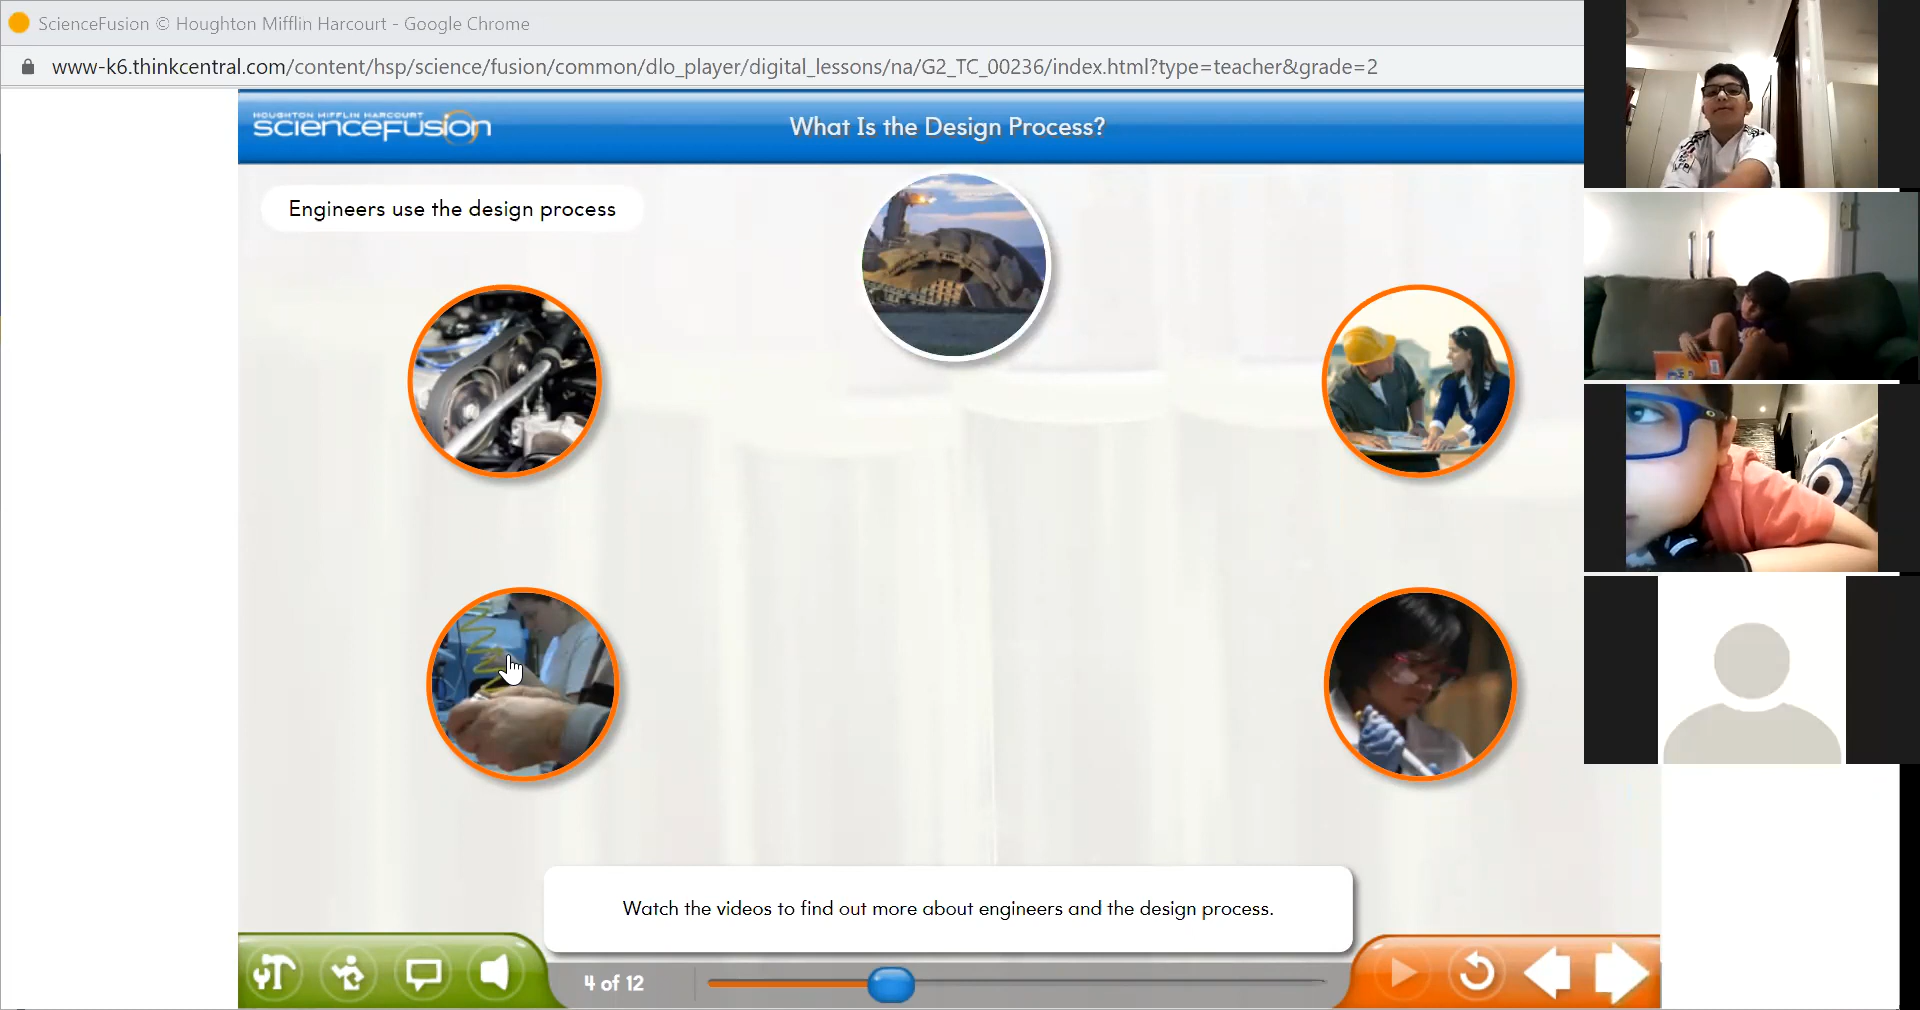 ScienceFusion © Houghton Mifflin Harcourt - Google Chrome
www-k6.thinkcentral.com/content/hsp/science/fusion/common/dlo_player/digital_lessons/na/G2_TC_00236/index.html?type=teacher&grade=2
HOUGHTON MIFFLIN HARCOURT
scienceFusion
What Is the Design Process?
Engineers use the design process
Watch the videos to find out more about engineers and the design process.
4 of 12